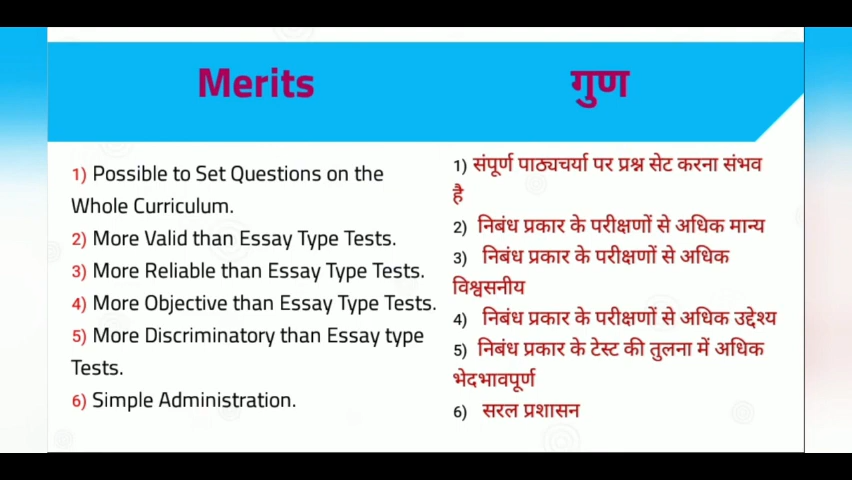 Merits
गुण
1) Possible to Set Questions on the
Whole Curriculum.
2) More Valid than Essay Type Tests.
3) More Reliable than Essay Type Tests.
4) More Objective than Essay Type Tests.
5) More Discriminatory than Essay type
Tests.
6) Simple Administration.
1) संपूर्ण पाठ्यचर्या पर प्रश्न सेट करना संभव
है
2) निबंध प्रकार के परीक्षणों से अधिक मान्य
3) निबंध प्रकार के परीक्षणों से अधिक
विश्वसनीय
4) निबंध प्रकार के परीक्षणों से अधिक उद्देश्य
5) निबंध प्रकार के टेस्ट की तुलना में अधिक
भेदभावपूर्ण
6) सरल प्रशासन